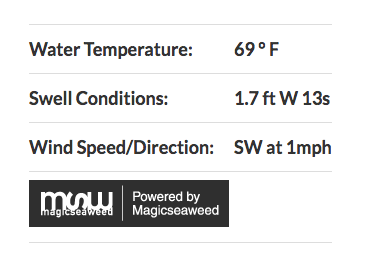 Water Temperature: 69 ° F
Swell Conditions: 1.7 ft W 13s
Wind Speed/Direction: SW at 1mph
msw
magicseaweed
Powered by
Magicseaweed